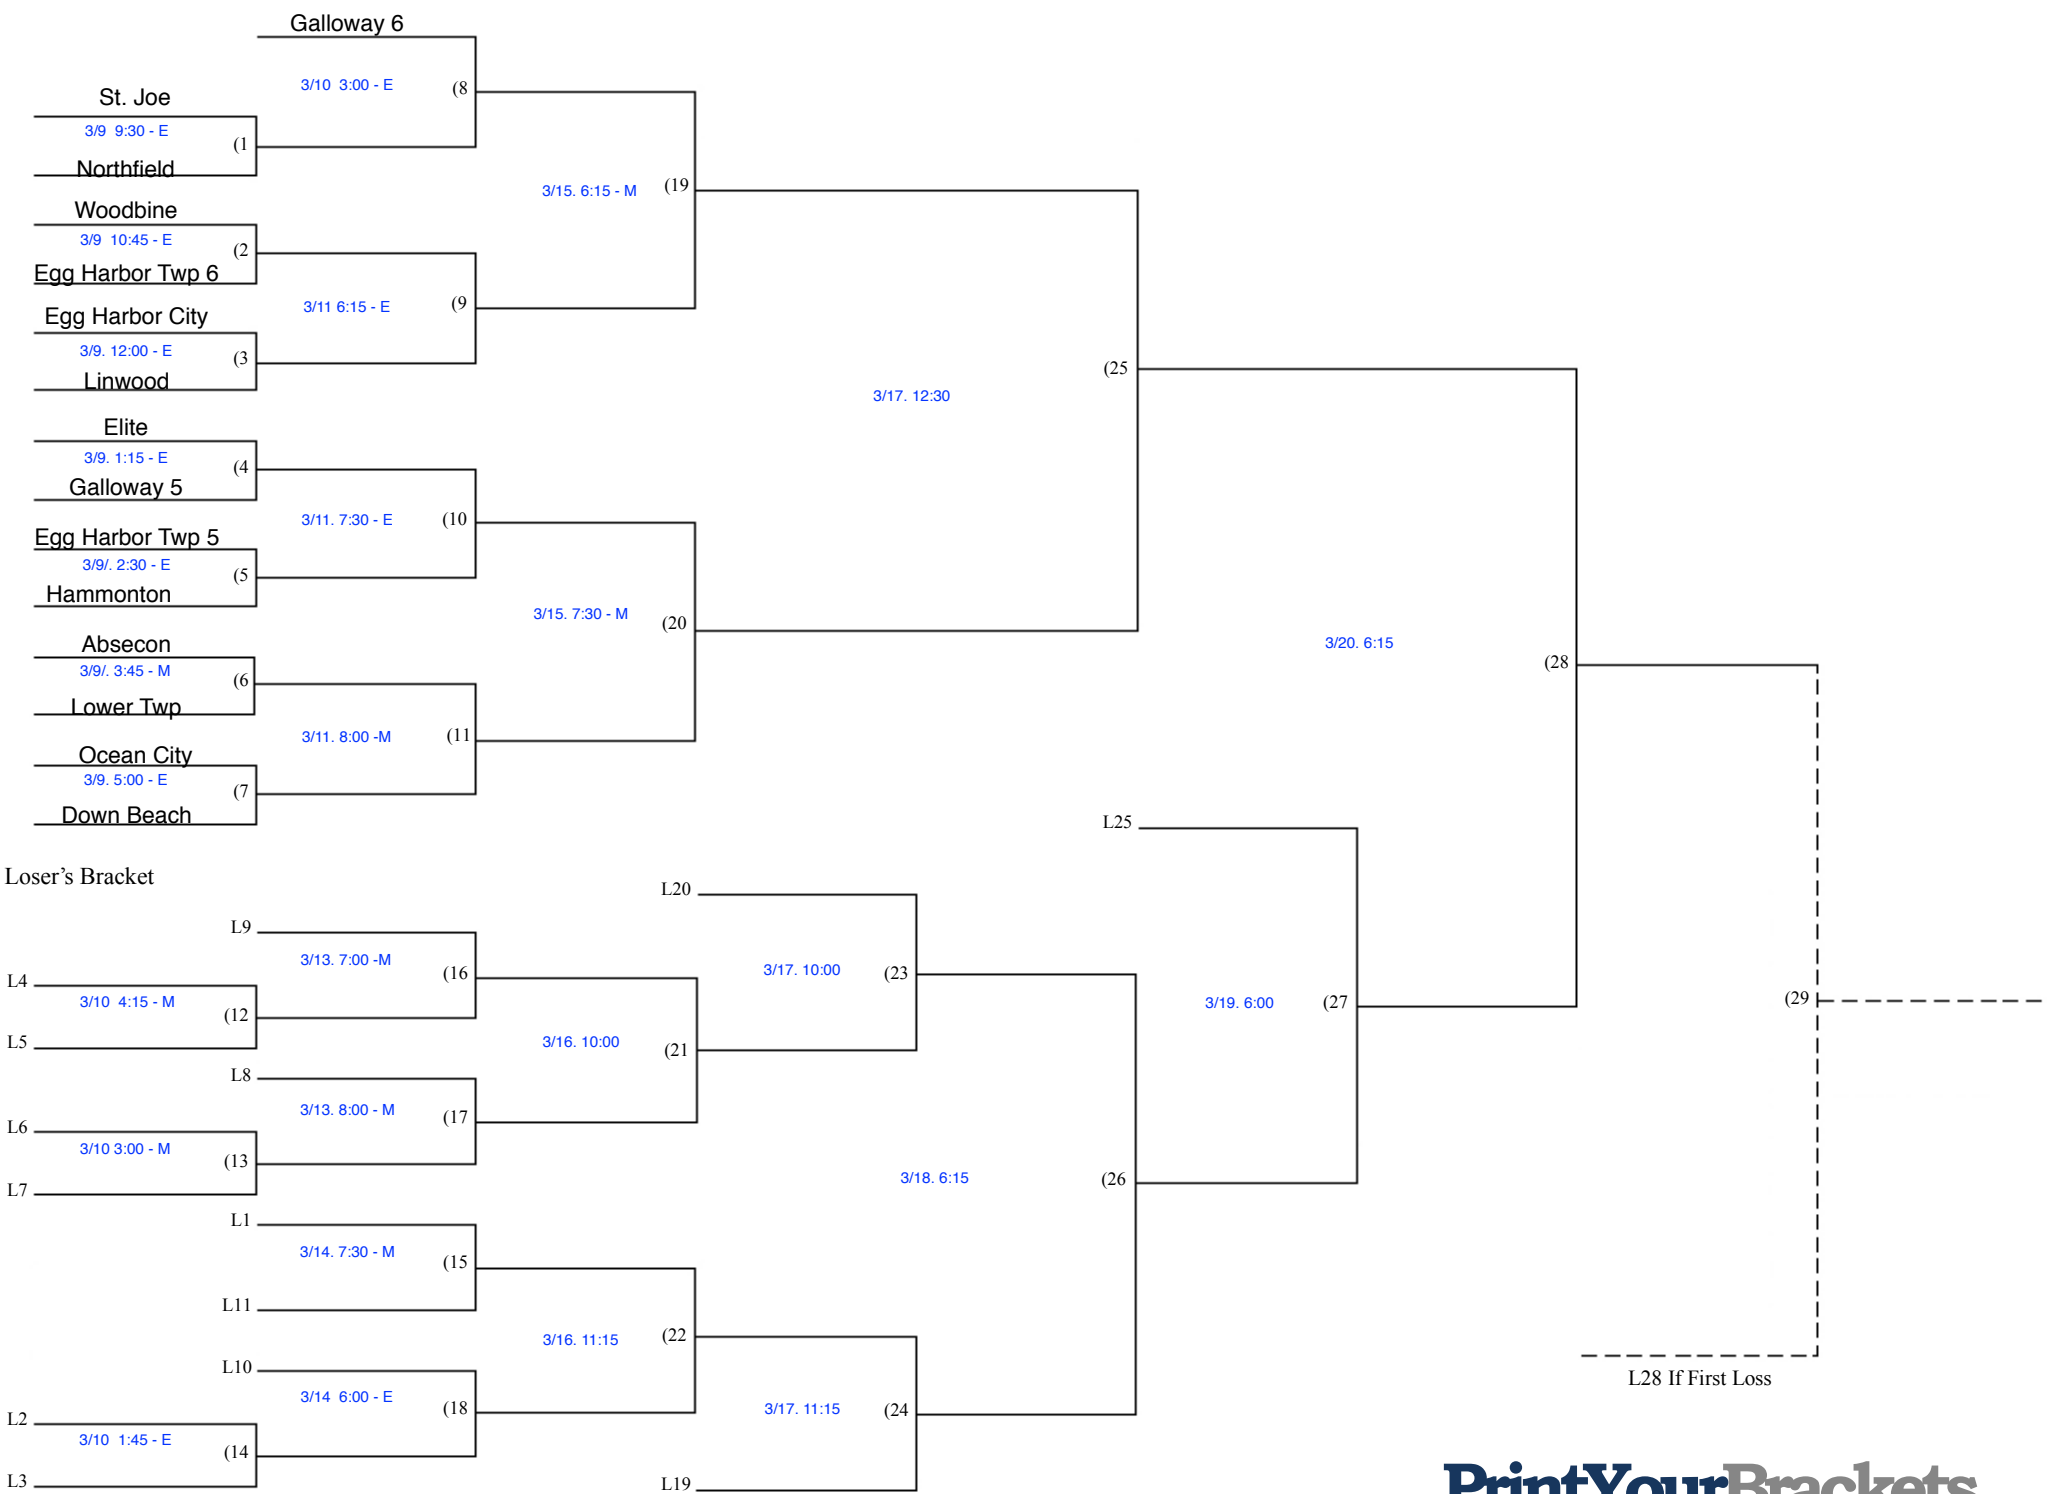 Galloway 6
3/10  3:00 - E
(8
St. Joe
3/9  9:30 - E
(1
Northfield
3/15. 6:15 - M
(19
Woodbine
3/9  10:45 - E
(2
Egg Harbor Twp 6
3/11 6:15 - E
(9
Egg Harbor City
3/9. 12:00 - E
(3
Linwood
3/17. 12:30
(25
Elite
3/9. 1:15 - E
(4
Galloway 5
3/11. 7:30 - E
(10
Egg Harbor Twp 5
3/9/. 2:30 - E
(5
Hammonton
3/15. 7:30 - M
(20
Absecon
3/9/. 3:45 - M
(6
Lower Twp
3/11. 8:00 -M
(11
Ocean City
3/9. 5:00 - E
(7
Down Beach
3/20. 6:15
(28
Loser's Bracket
L25
L20
L9
3/13. 7:00 -M
(16
L4
3/10  4:15 - M
(12
L5
3/17. 10:00
(23
3/19. 6:00
(27
(29
3/16. 10:00
(21
L8
3/13. 8:00 - M
(17
L6
3/10 3:00 - M
(13
L7
3/18. 6:15
(26
L1
3/14. 7:30 - M
(15
L11
3/16. 11:15
(22
L10
3/14  6:00 - E
(18
L2
3/10  1:45 - E
(14
L3
3/17. 11:15
(24
L19
L28 If First Loss
PrintYourBrackets